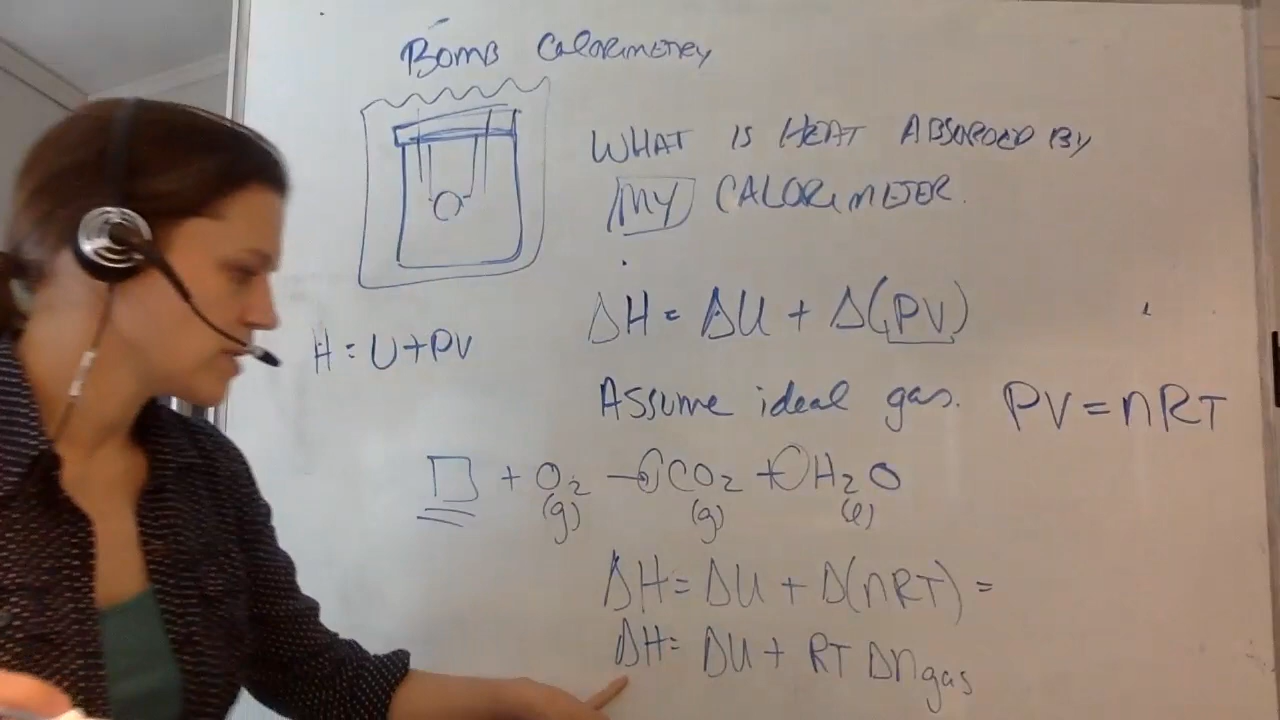 Bomb Calorimetry
WHAT IS HEAT ABSORBED BY
MY CALORIMETER.
ΔH = ΔU + Δ(PV)
H = U + PV
Assume ideal gas. PV = nRT
□ + O₂ → CO₂ + H₂O
(g) (g) (l)
ΔH = ΔU + Δ(nRT) =
ΔH = ΔU + RT Δngas